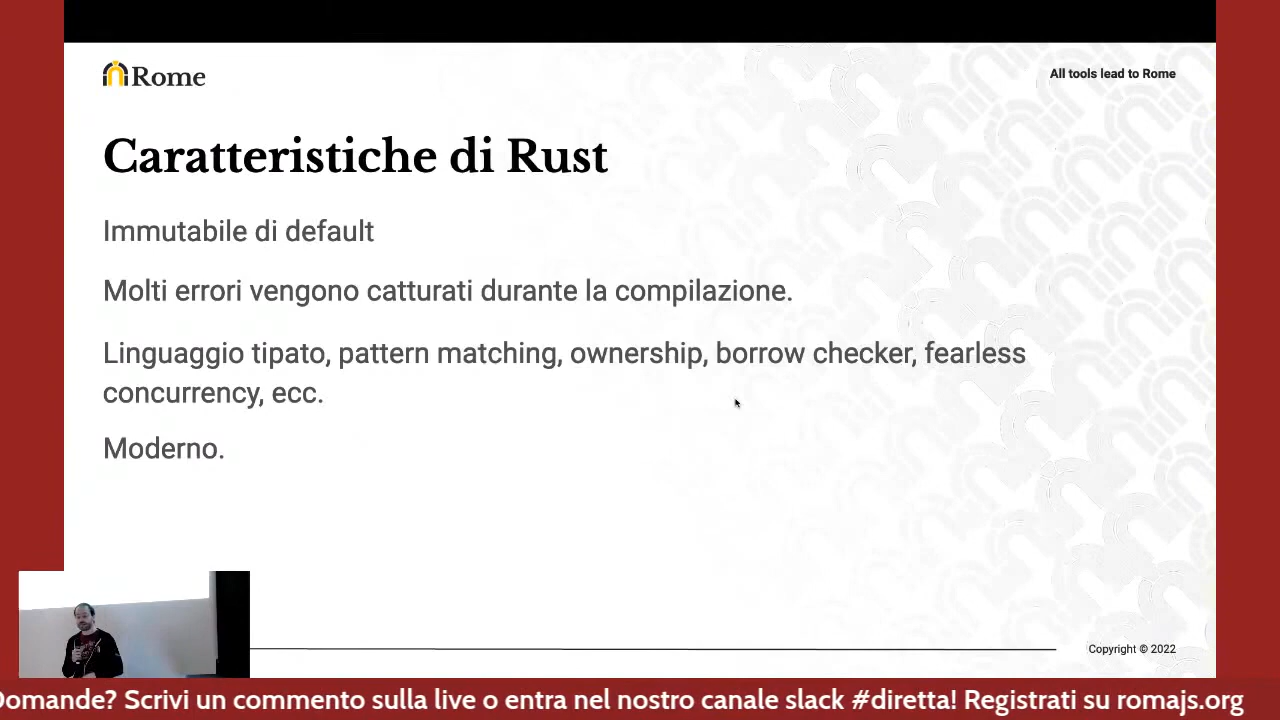 Rome
All tools lead to Rome
Caratteristiche di Rust
Immutabile di default
Molti errori vengono catturati durante la compilazione.
Linguaggio tipato, pattern matching, ownership, borrow checker, fearless
concurrency, ecc.
Moderno.
Copyright © 2022
Domande? Scrivi un commento sulla live o entra nel nostro canale slack #diretta! Registrati su romajs.org